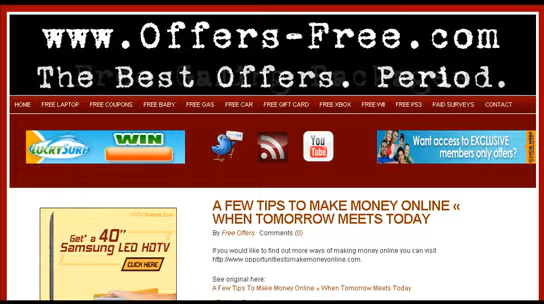 www.Offers-Free.com
The Best Offers. Period.
HOME FREE LAPTOP FREE COUPONS FREE BABY FREE GAS FREE CAR FREE GIFT CARD FREE XBOX FREE WII FREE PS3 PAID SURVEYS CONTACT
LUCKYSURF WIN You Tube Want access to EXCLUSIVE
members only offers?
A FEW TIPS TO MAKE MONEY ONLINE «
WHEN TOMORROW MEETS TODAY
By Free Offers · Comments (0)
Get* a 40"
Samsung LED HDTV
CLICK HERE
If you would like to find out more ways of making money online you can visit
http://www.opportunitiestomakemoneyonline.com.
See original here:
A Few Tips To Make Money Online « When Tomorrow Meets Today